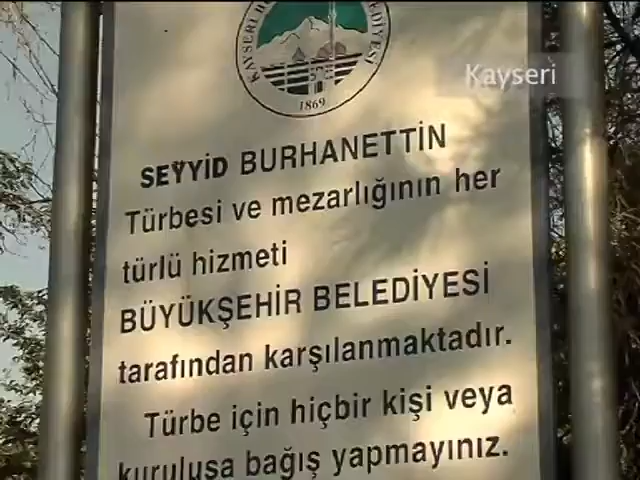 Kayseri
KAYSERİ
1869
SEYYİD BURHANETTİN
Türbesi ve mezarlığının her
türlü hizmeti
BÜYÜKŞEHİR BELEDİYESİ
tarafından karşılanmaktadır.
Türbe için hiçbir kişi veya
kuruluşa bağış yapmayınız.